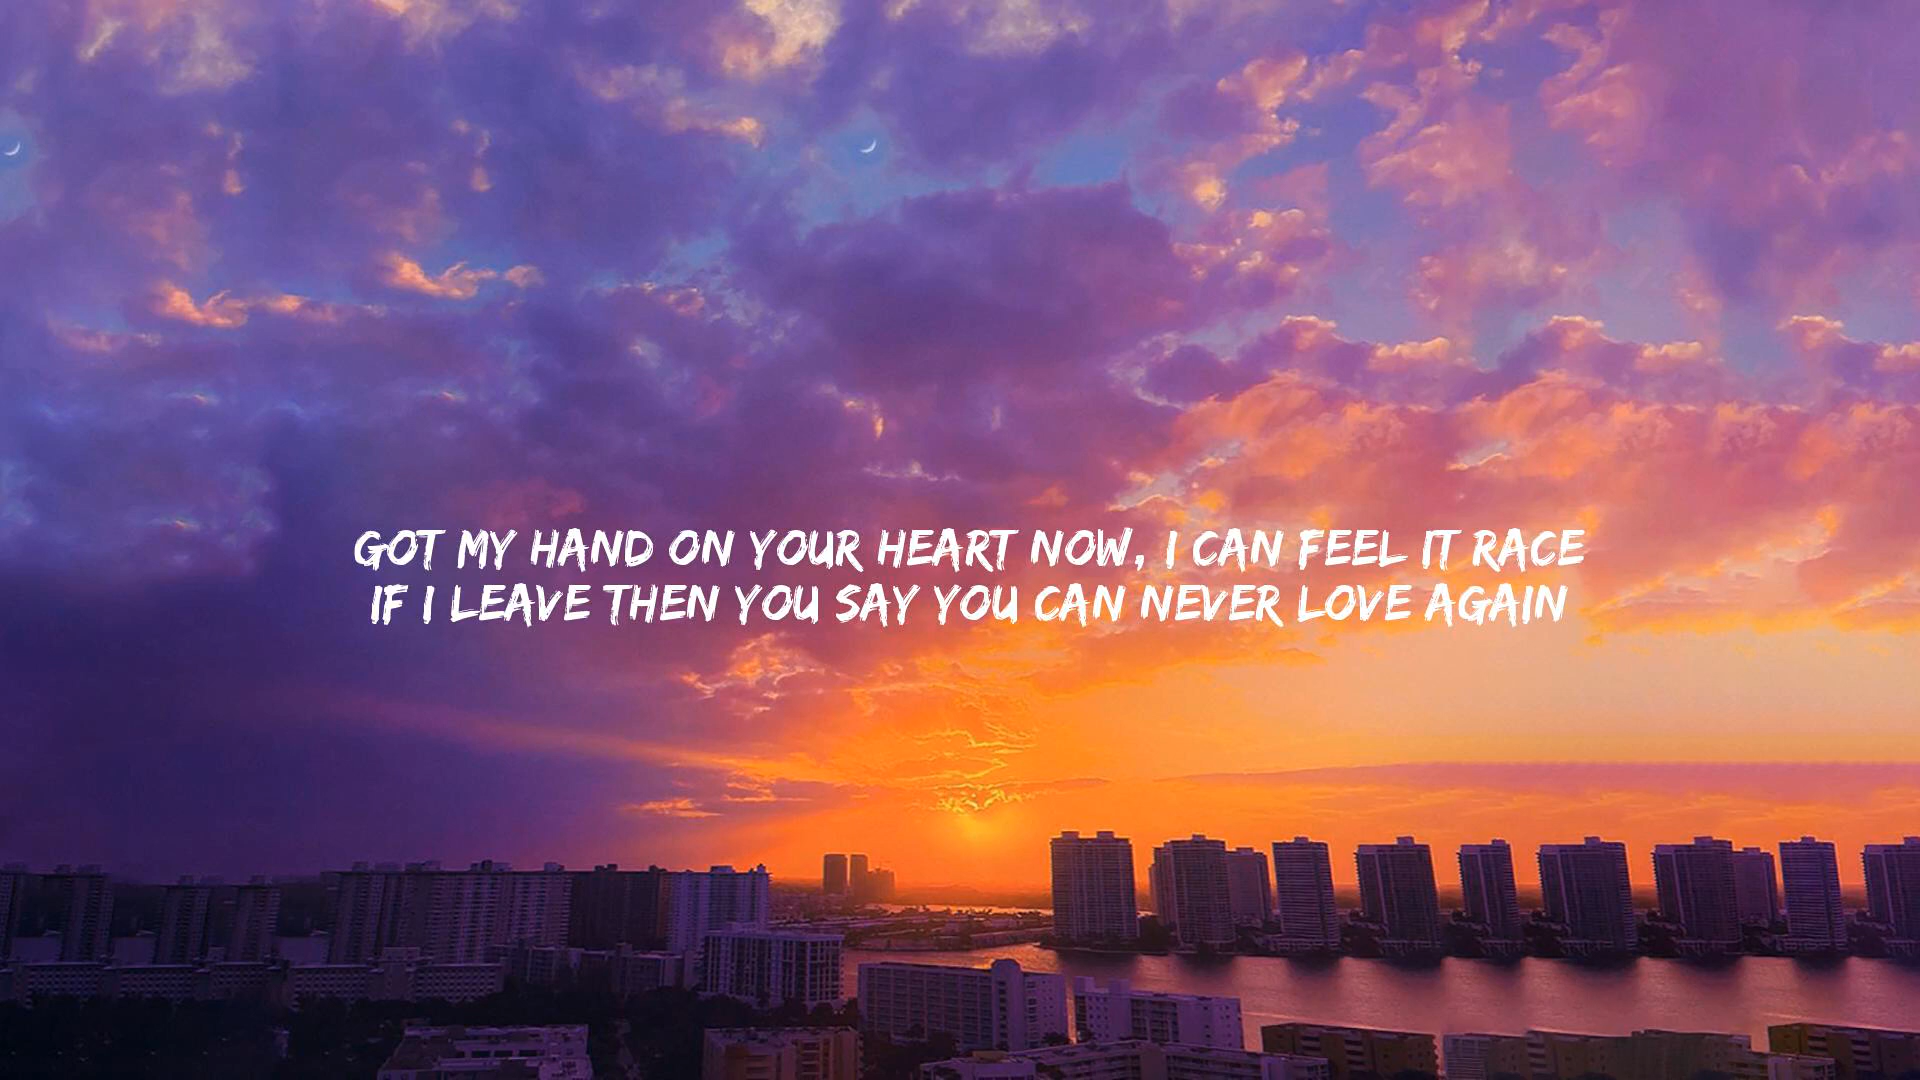 GOT MY HAND ON YOUR HEART NOW, I CAN FEEL IT RACE
IF I LEAVE THEN YOU SAY YOU CAN NEVER LOVE AGAIN